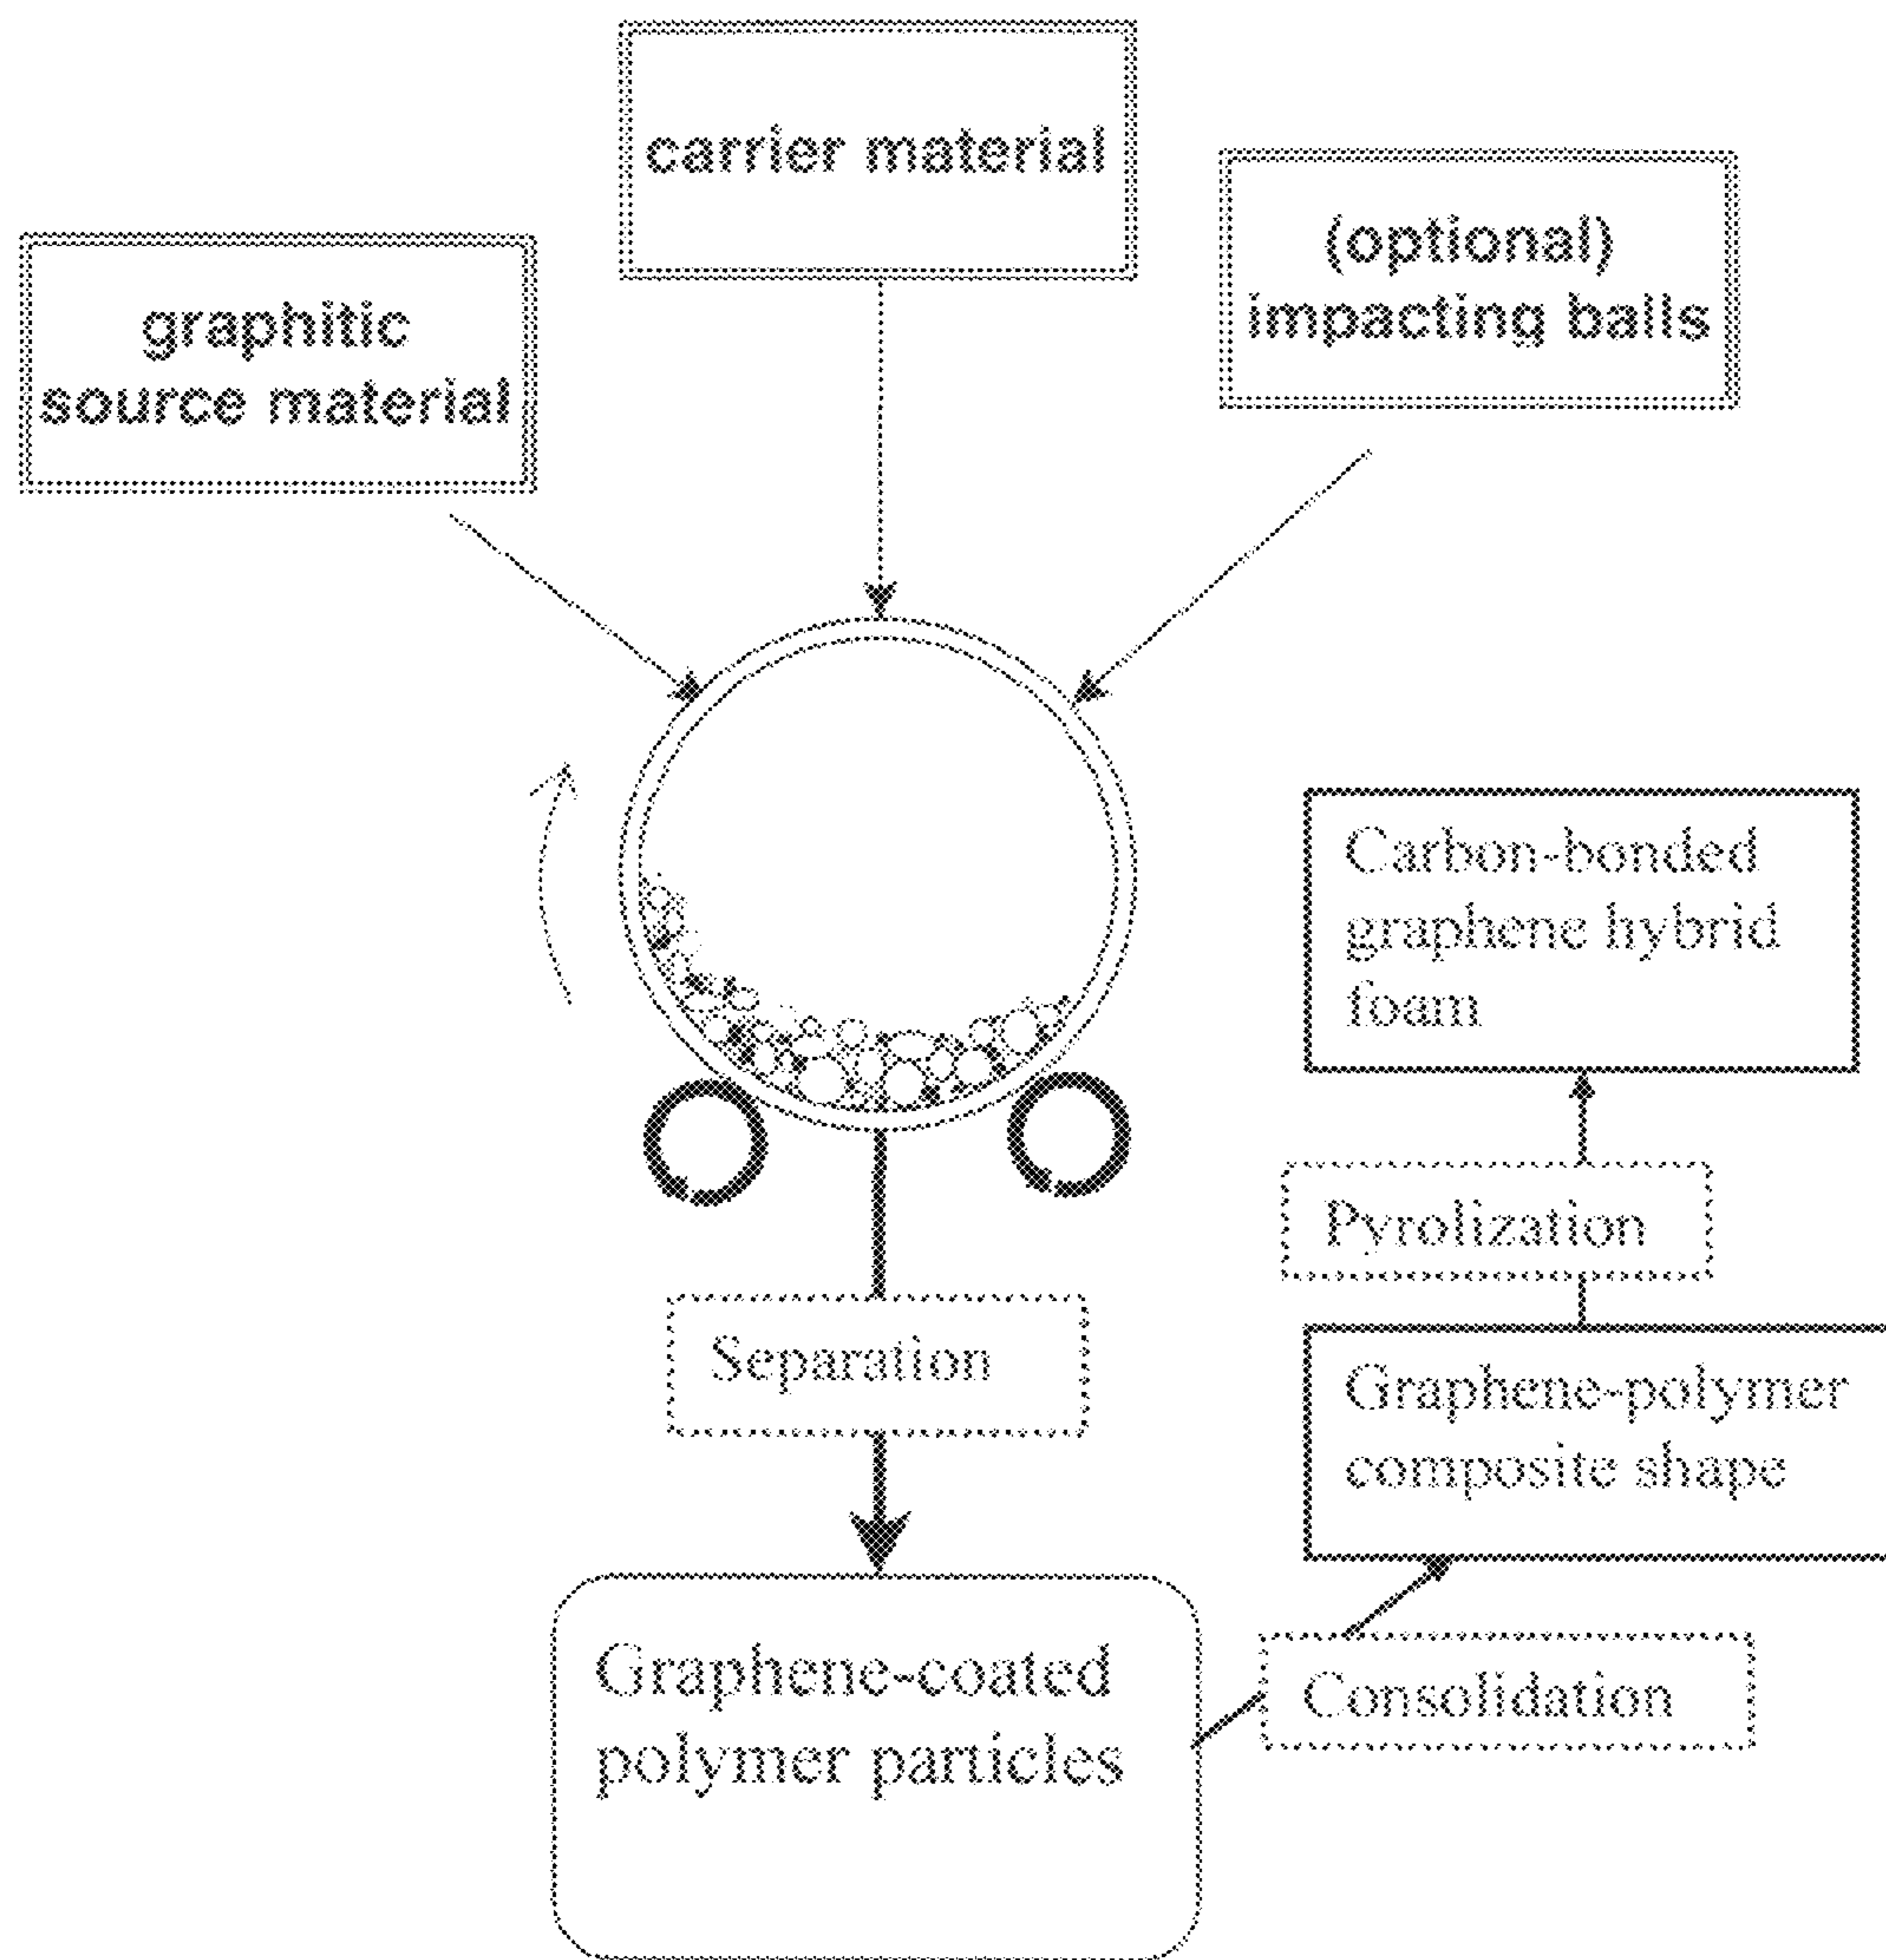 carrier material
(optional)
impacting balls
graphitic
source material
Carbon-bonded
graphene hybrid
foam
Pyrolization
Separation
Graphene-polymer
composite shape
Graphene-coated
polymer particles
Consolidation